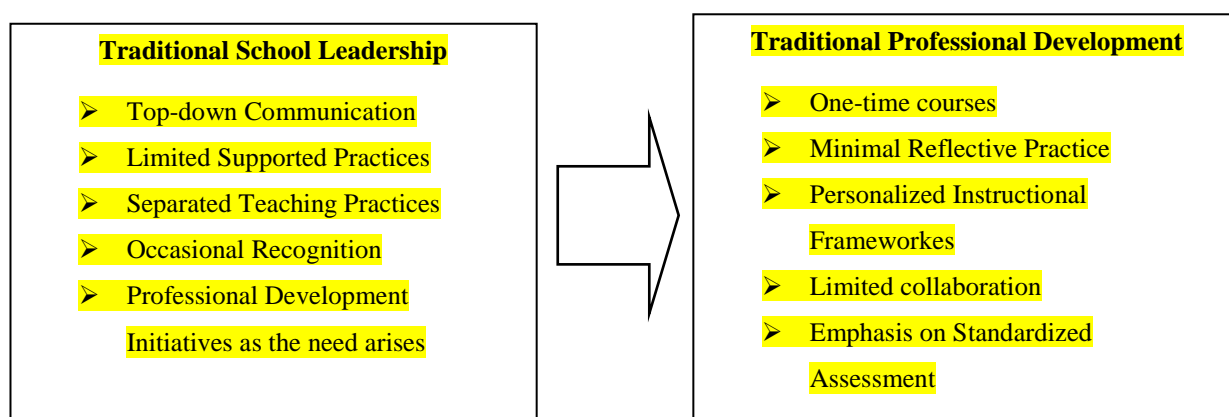 Traditional School Leadership
➢ Top-down Communication
➢ Limited Supported Practices
➢ Separated Teaching Practices
➢ Occasional Recognition
➢ Professional Development
Initiatives as the need arises
Traditional Professional Development
➢ One-time courses
➢ Minimal Reflective Practice
➢ Personalized Instructional
Frameworkes
➢ Limited collaboration
➢ Emphasis on Standardized
Assessment